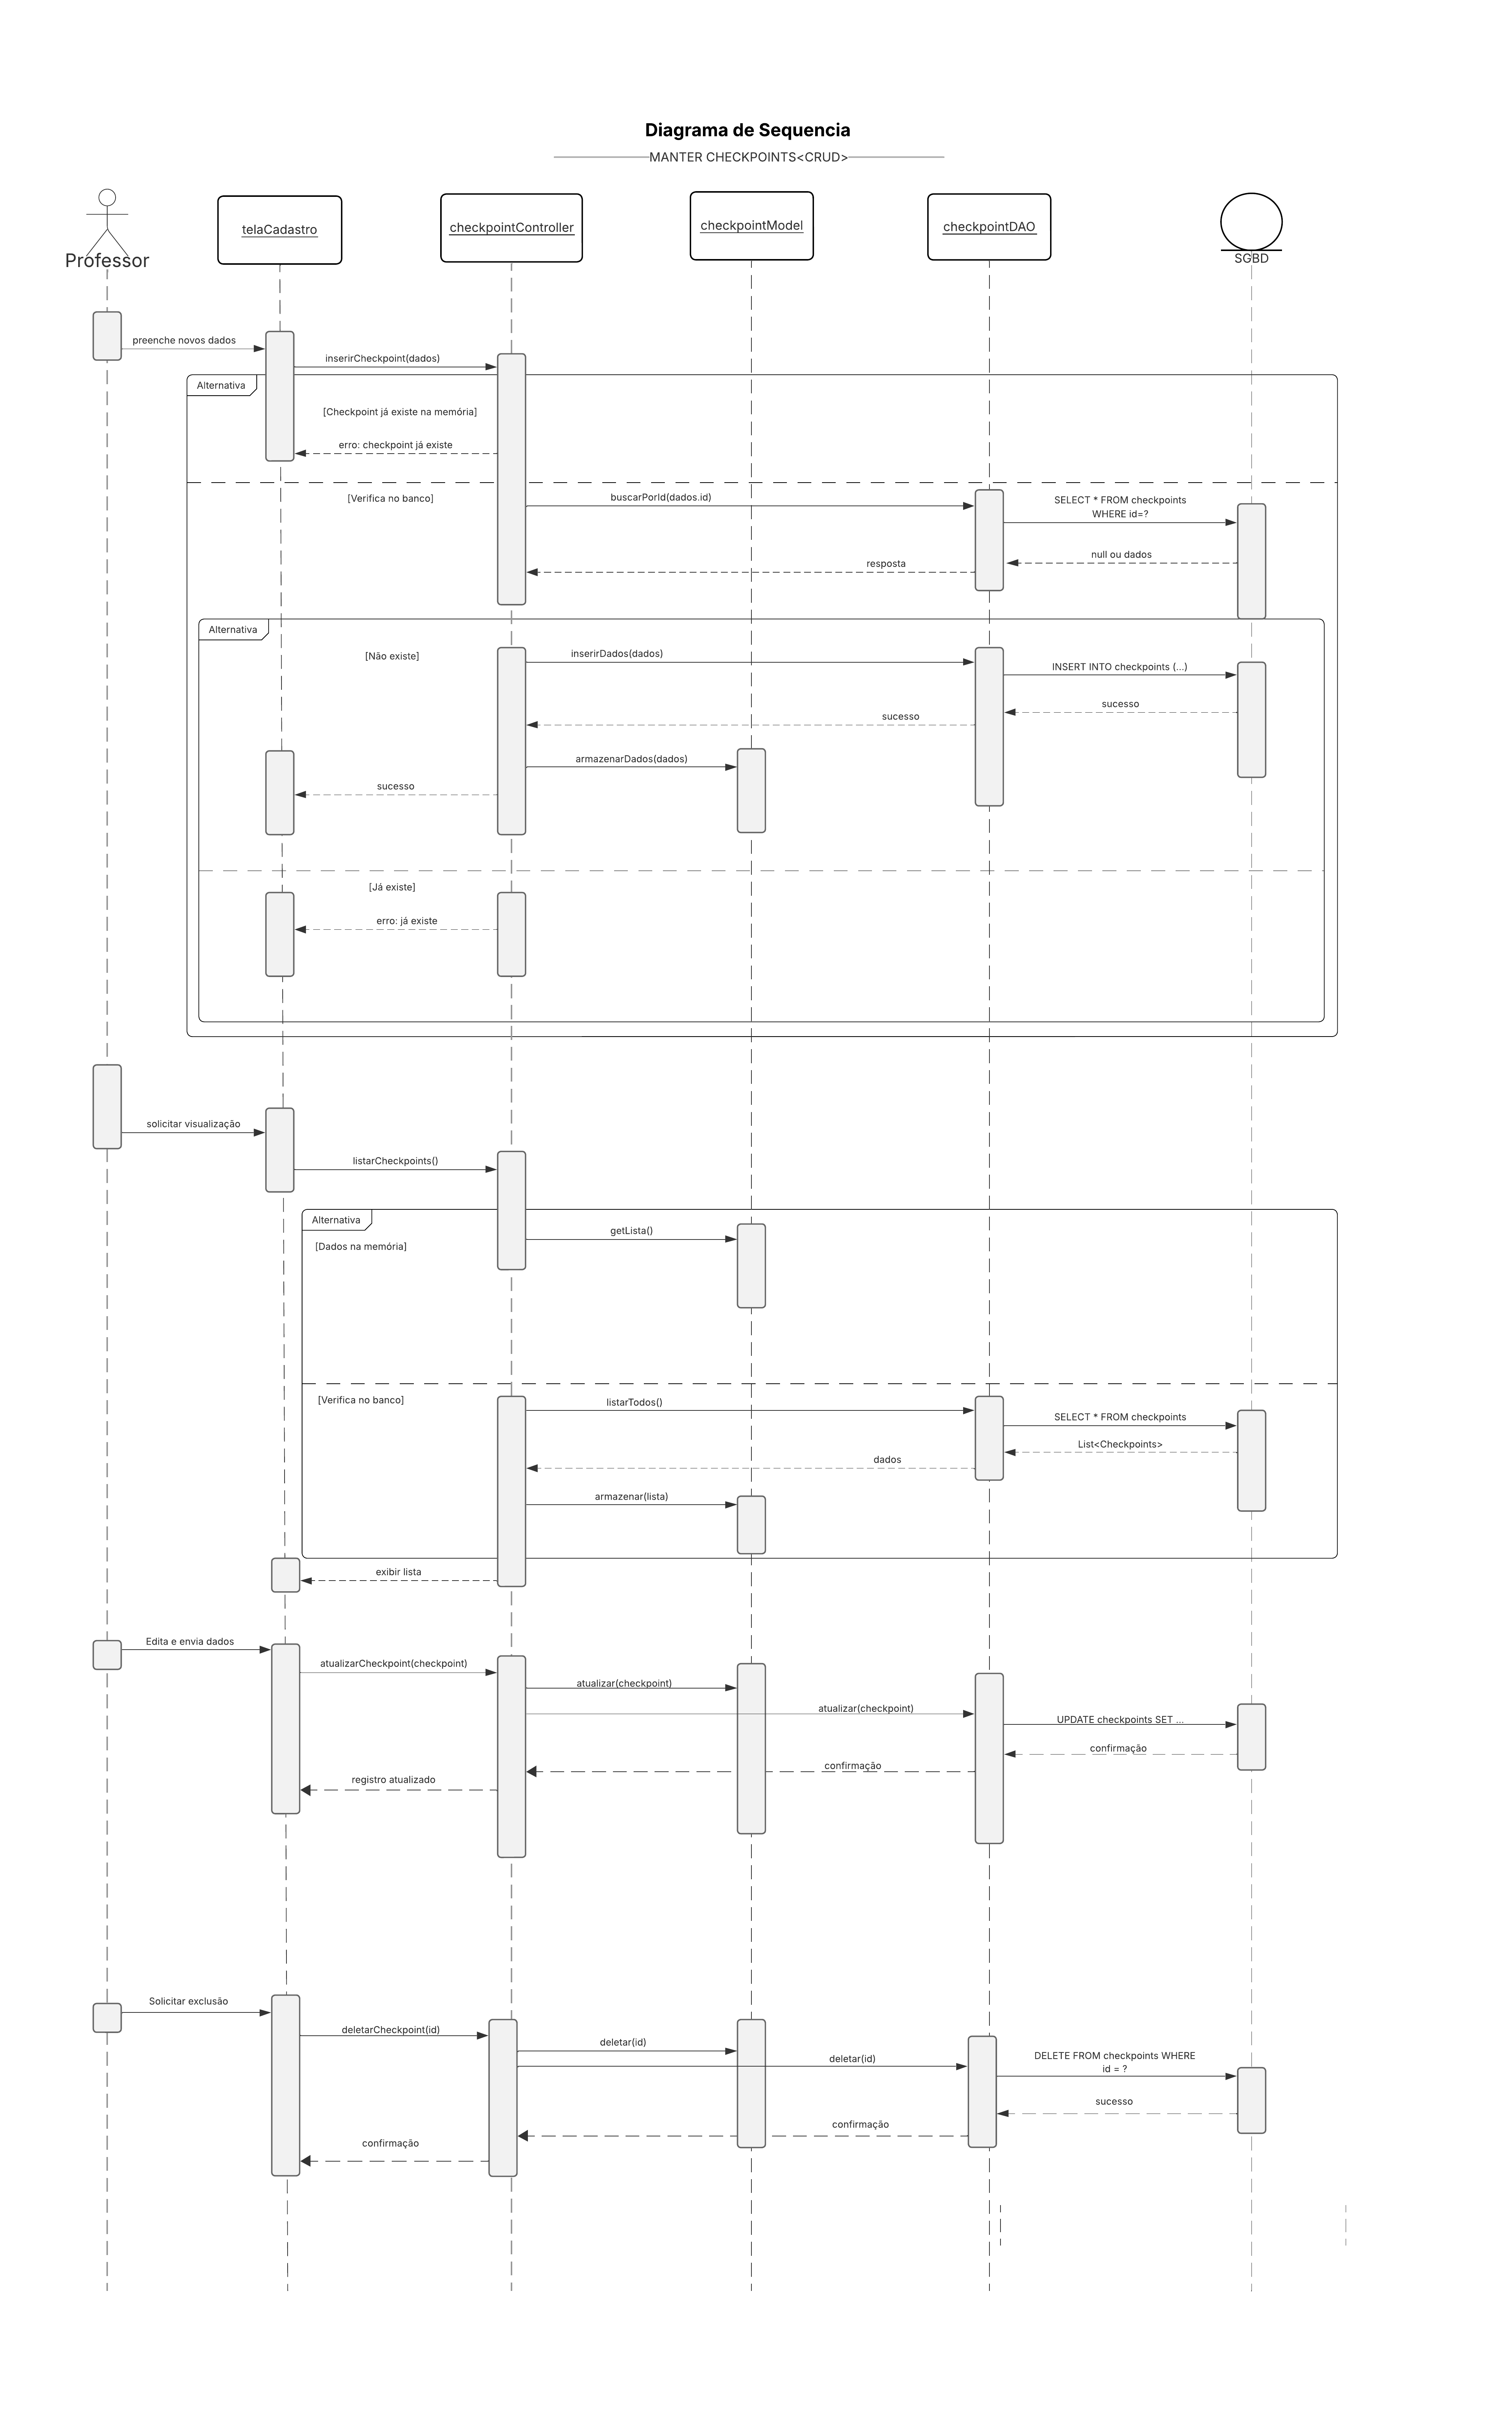 Diagrama de Sequencia
MANTER CHECKPOINTS<CRUD>
Professor
telaCadastro
checkpointController
checkpointModel
checkpointDAO
SGBD
preenche novos dados
inserirCheckpoint(dados)
Alternativa
[Checkpoint já existe na memória]
erro: checkpoint já existe
[Verifica no banco]
buscarPorId(dados.id)
SELECT * FROM checkpoints
WHERE id=?
null ou dados
resposta
Alternativa
[Não existe]
inserirDados(dados)
INSERT INTO checkpoints (...)
sucesso
sucesso
armazenarDados(dados)
sucesso
[Já existe]
erro: já existe
solicitar visualização
listarCheckpoints()
Alternativa
[Dados na memória]
getLista()
[Verifica no banco]
listarTodos()
SELECT * FROM checkpoints
List<Checkpoints>
dados
armazenar(lista)
exibir lista
Edita e envia dados
atualizarCheckpoint(checkpoint)
atualizar(checkpoint)
atualizar(checkpoint)
UPDATE checkpoints SET ...
confirmação
confirmação
registro atualizado
Solicitar exclusão
deletarCheckpoint(id)
deletar(id)
deletar(id)
DELETE FROM checkpoints WHERE
id = ?
sucesso
confirmação
confirmação